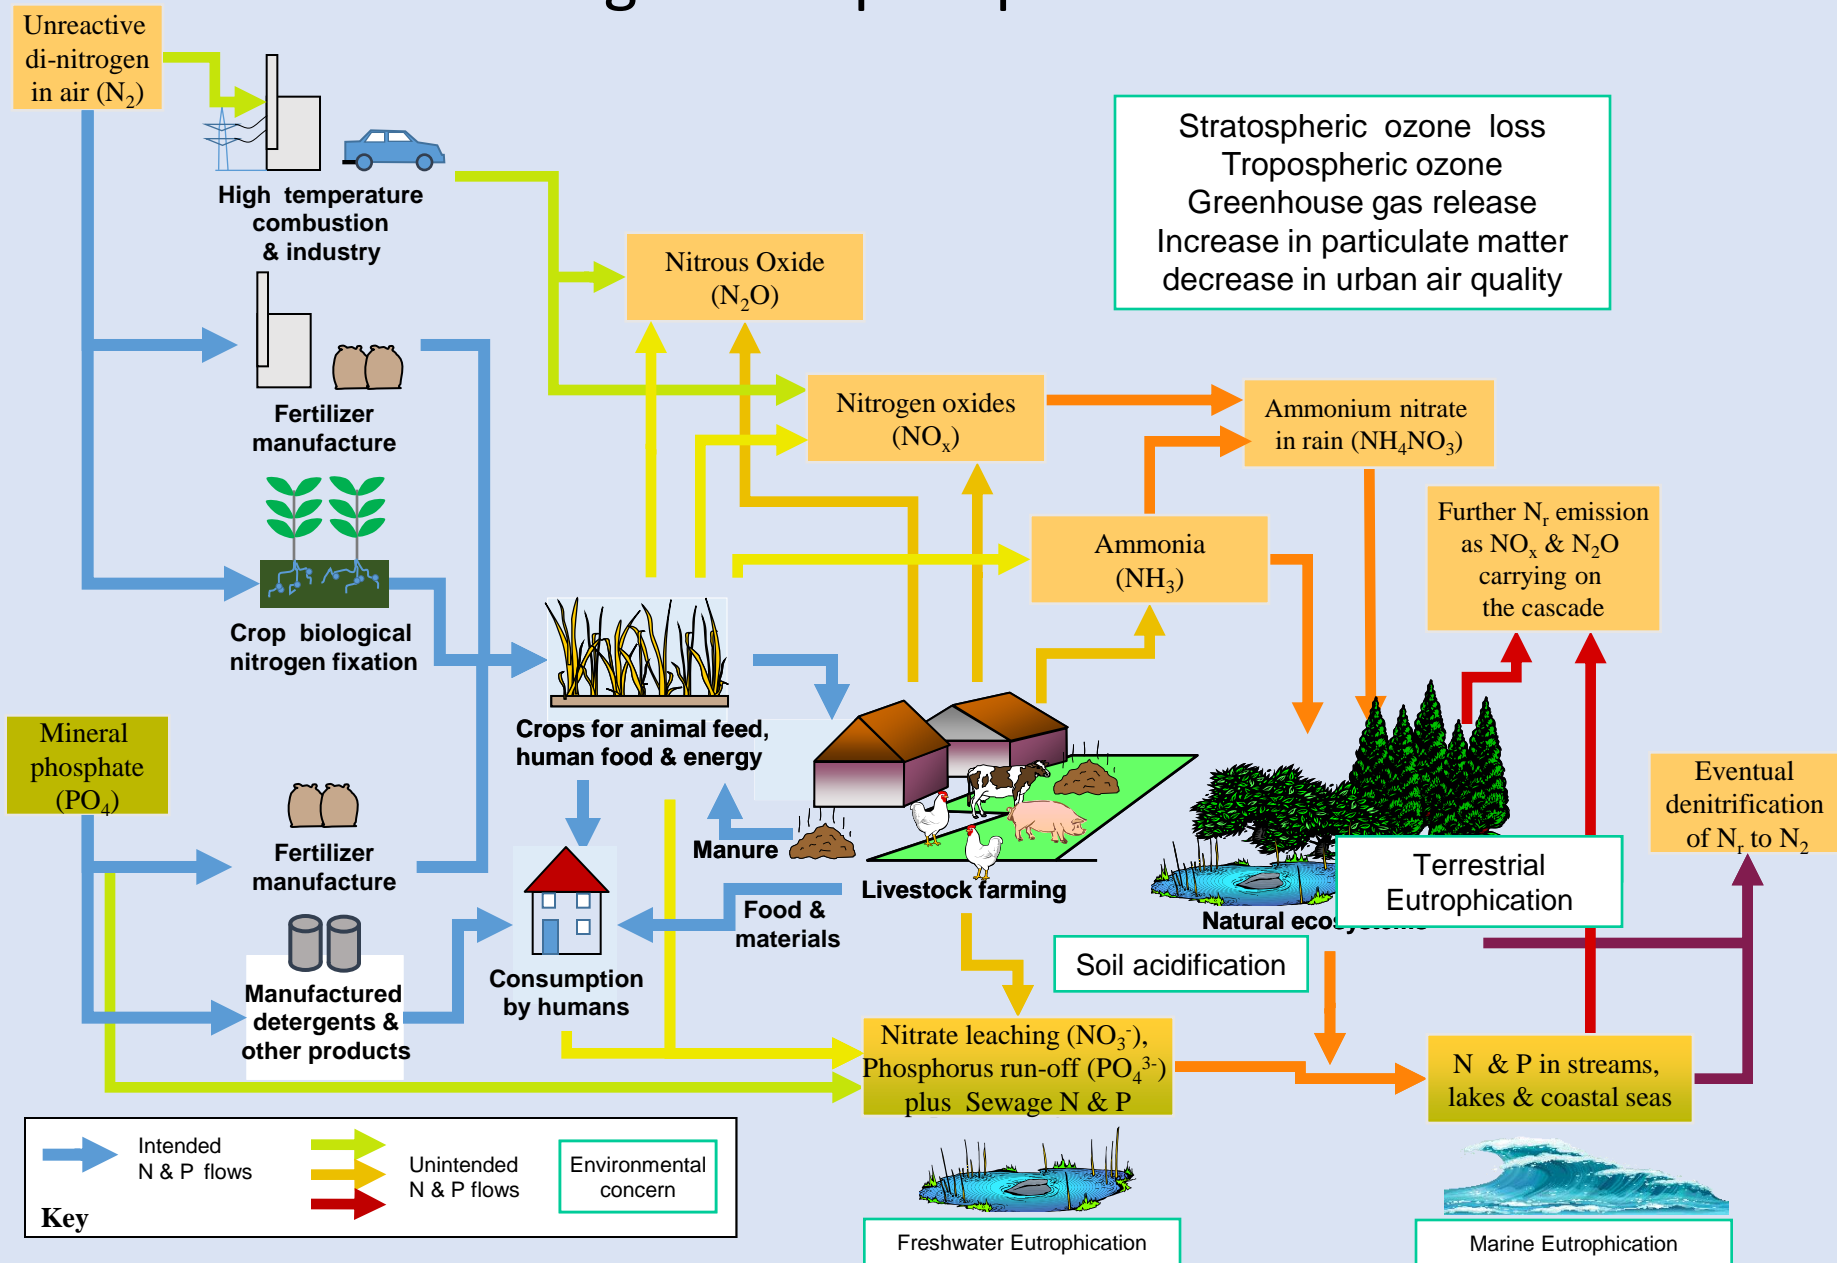 Unreactive
di-nitrogen
in air (N₂)
High temperature
combustion
& industry
Stratospheric ozone loss
Tropospheric ozone
Greenhouse gas release
Increase in particulate matter
decrease in urban air quality
Nitrous Oxide
(N₂O)
Fertilizer
manufacture
Nitrogen oxides
(NOₓ)
Ammonium nitrate
in rain (NH₄NO₃)
Further Nᵣ emission
as NOₓ & N₂O
carrying on
the cascade
Ammonia
(NH₃)
Crop biological
nitrogen fixation
Crops for animal feed,
human food & energy
Mineral
phosphate
(PO₄)
Eventual
denitrification
of Nᵣ to N₂
Fertilizer
manufacture
Manure
Livestock farming
Terrestrial
Eutrophication
Natural
Food &
materials
Soil acidification
Consumption
by humans
Manufactured
detergents &
other products
Nitrate leaching (NO₃⁻),
Phosphorus run-off (PO₄³⁻)
plus Sewage N & P
N & P in streams,
lakes & coastal seas
Intended
N & P flows
Unintended
N & P flows
Environmental
concern
Key
Freshwater Eutrophication
Marine Eutrophication